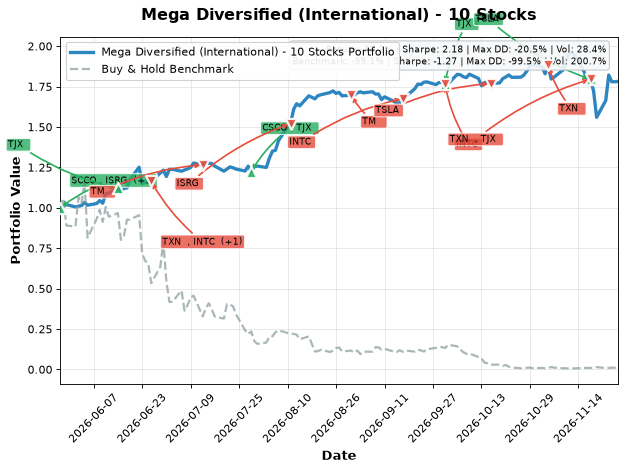 Mega Diversified (International) - 10 Stocks
TJX
TSLA
Mega Diversified (International) - 10 Stocks Portfolio
Buy & Hold Benchmark
Sharpe: 2.18 | Max DD: -20.5% | Vol: 28.4%
Benchmark: -99.1% | Sharpe: -1.27 | Max DD: -99.5% | Vol: 200.7%
2.00
1.75
1.50
1.25
1.00
0.75
0.50
0.25
0.00
Portfolio Value
TJX
SCCO, ISRG (+
TM
ISRG
TXN, INTC (+1)
CSCO, TJX
INTC
TM
TSLA
TXN, TJX
TXN
2026-06-07
2026-06-23
2026-07-09
2026-07-25
2026-08-10
2026-08-26
2026-09-11
2026-09-27
2026-10-13
2026-10-29
2026-11-14
Date